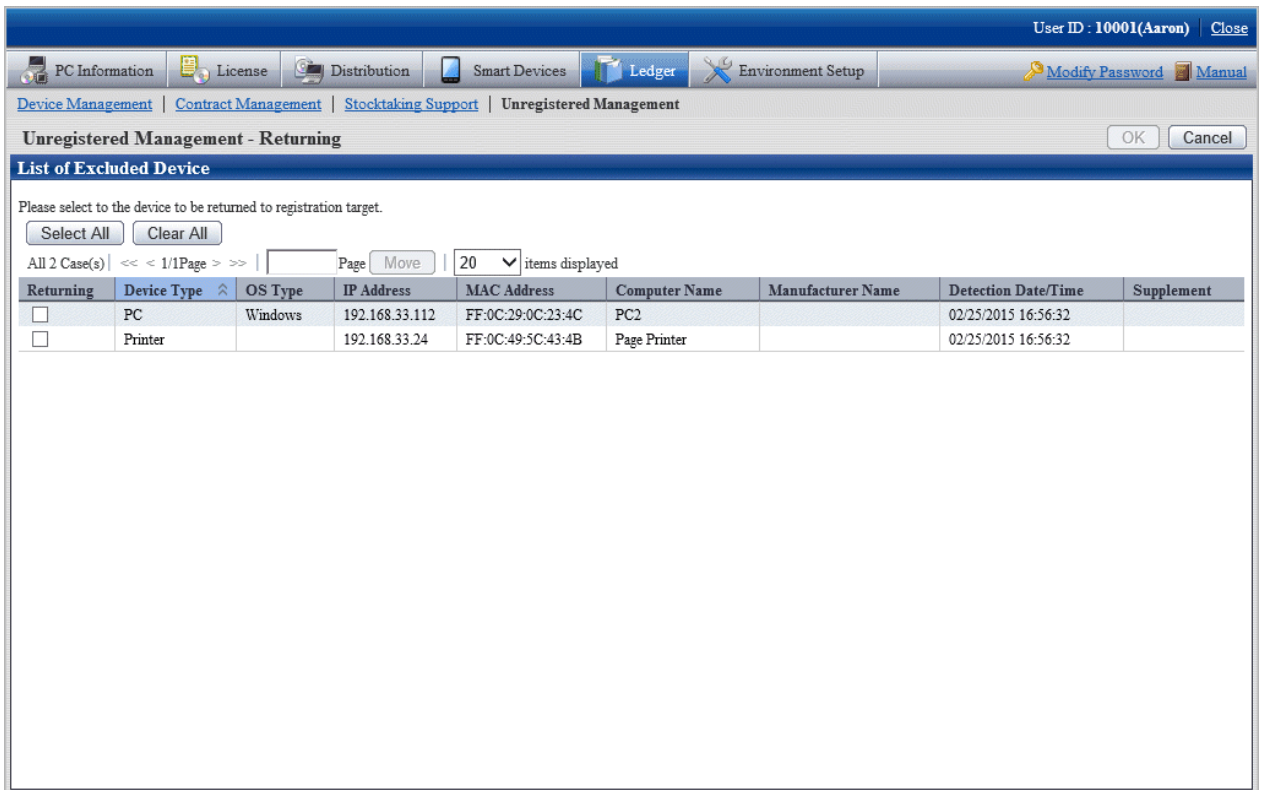 User ID : 10001(Aaron) Close
PC Information License Distribution Smart Devices Ledger Environment Setup Modify Password Manual
Device Management | Contract Management | Stocktaking Support | Unregistered Management
Unregistered Management - Returning OK Cancel
List of Excluded Device
Please select to the device to be returned to registration target.
Select All Clear All
All 2 Case(s) | << < 1/1Page > >> | Page Move | 20 items displayed
Returning Device Type OS Type IP Address MAC Address Computer Name Manufacturer Name Detection Date/Time Supplement
PC Windows 192.168.33.112 FF:0C:29:0C:23:4C PC2 02/25/2015 16:56:32
Printer 192.168.33.24 FF:0C:49:5C:43:4B Page Printer 02/25/2015 16:56:32